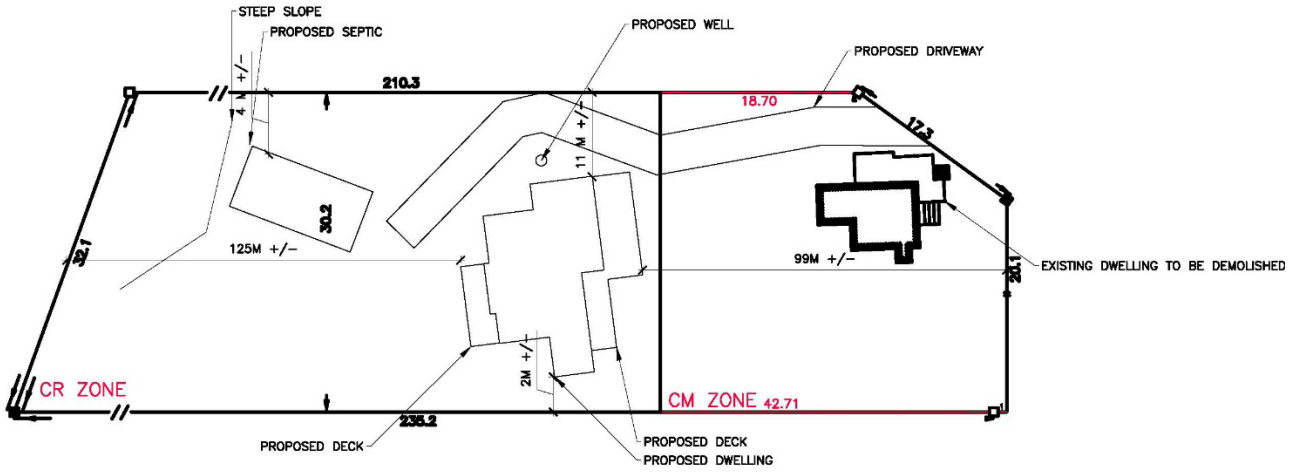 STEEP SLOPE
PROPOSED SEPTIC
PROPOSED WELL
PROPOSED DRIVEWAY
4 M +/-
210.3
18.70
17.3
11 M +/-
30.2
32.1
125M +/-
99M +/-
20.1
EXISTING DWELLING TO BE DEMOLISHED
2M +/-
CR ZONE
CM ZONE 42.71
235.2
PROPOSED DECK
PROPOSED DECK
PROPOSED DWELLING